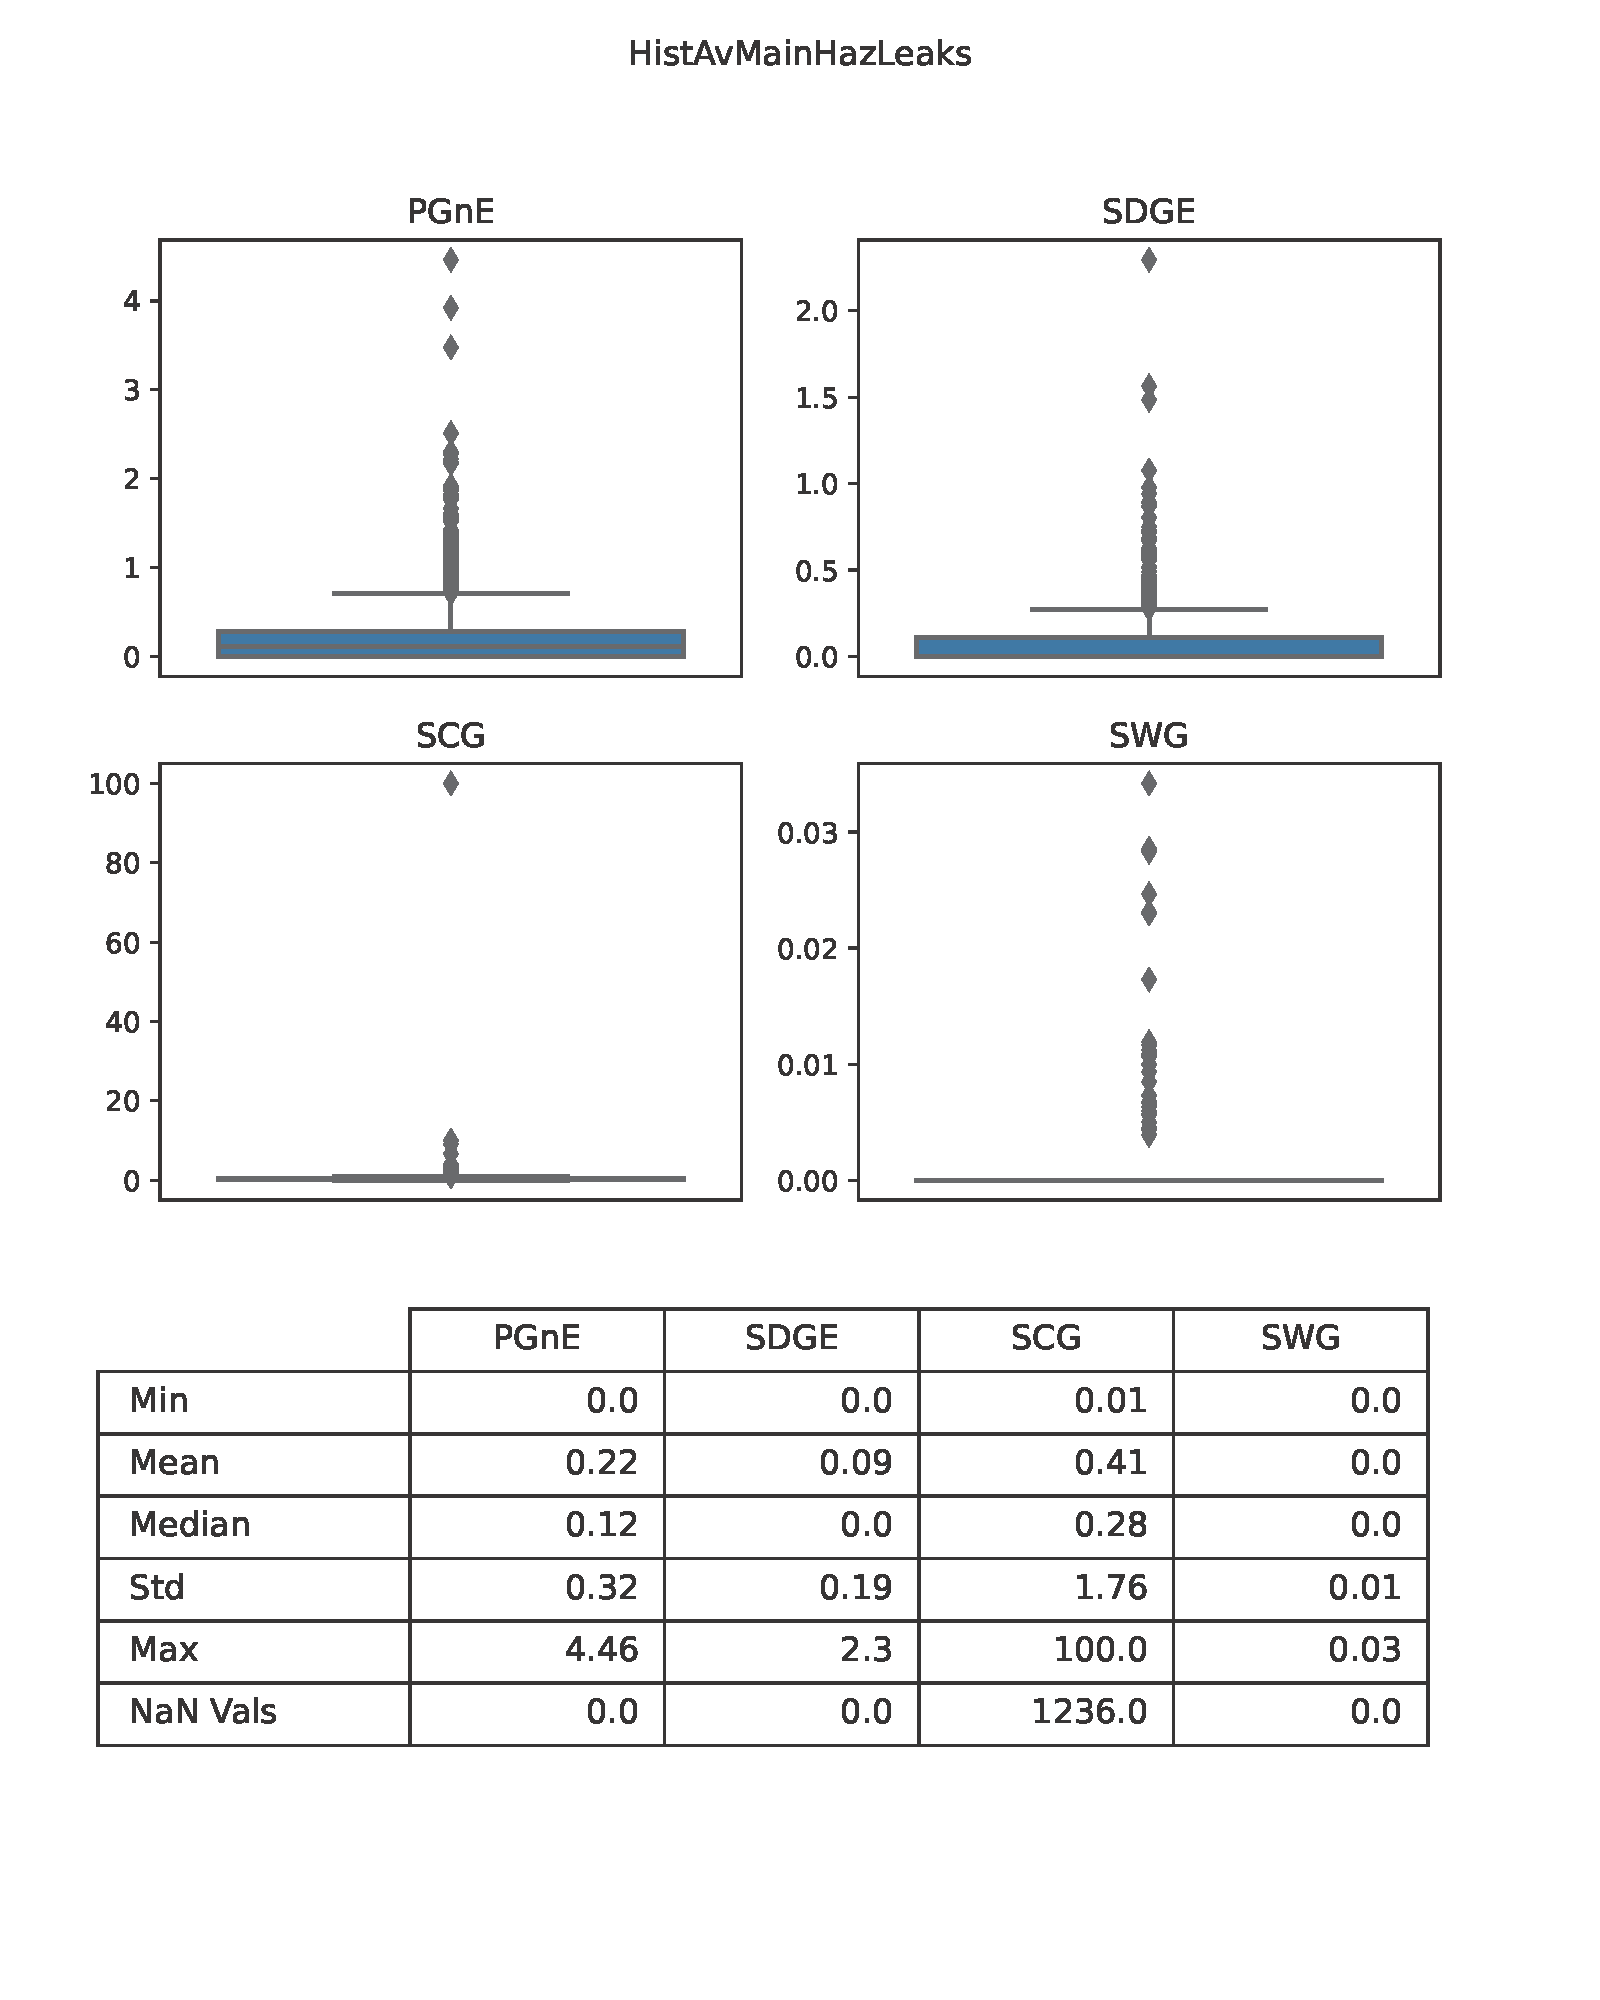 HistAvMainHazLeaks
PGnE
4
3
2
1
0
SDGE
2.0
1.5
1.0
0.5
0.0
SCG
100
80
60
40
20
0
SWG
0.03
0.02
0.01
0.00
PGnE SDGE SCG SWG
Min 0.0 0.0 0.01 0.0
Mean 0.22 0.09 0.41 0.0
Median 0.12 0.0 0.28 0.0
Std 0.32 0.19 1.76 0.01
Max 4.46 2.3 100.0 0.03
NaN Vals 0.0 0.0 1236.0 0.0